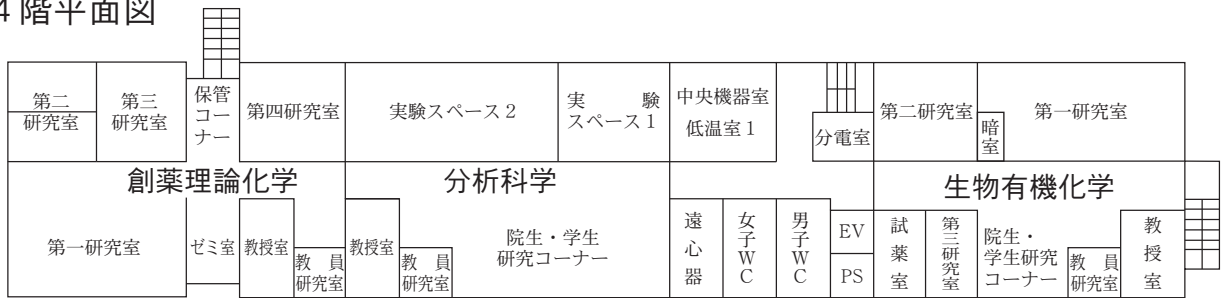 4階平面図
第二
研究室
第三
研究室
保管
コー
ナー
第四研究室
実験スペース2
実　験
スペース1
中央機器室
低温室1
分電室
第二研究室
暗室
第一研究室
創薬理論化学
分析科学
生物有機化学
第一研究室
ゼミ室
教授室
教　員
研究室
教授室
教　員
研究室
院生・学生
研究コーナー
遠心器
女子WC
男子WC
EV
PS
試薬室
第三研究室
院生・
学生研究
コーナー
教　員
研究室
教授室